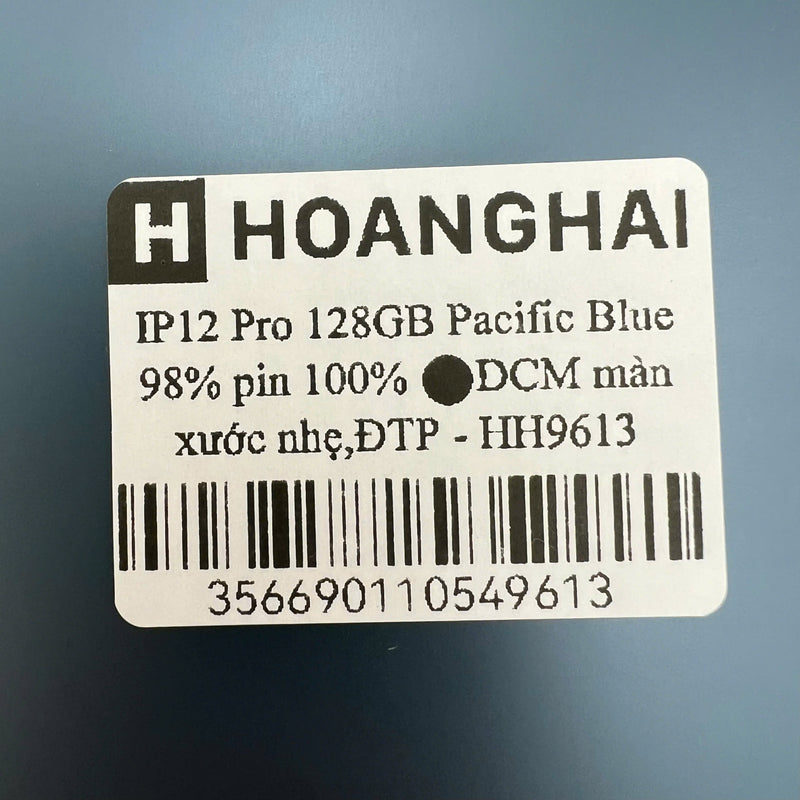 H HOANGHAI
IP12 Pro 128GB Pacific Blue
98% pin 100% ●DCM màn
xước nhẹ,ĐTP - HH9613
356690110549613